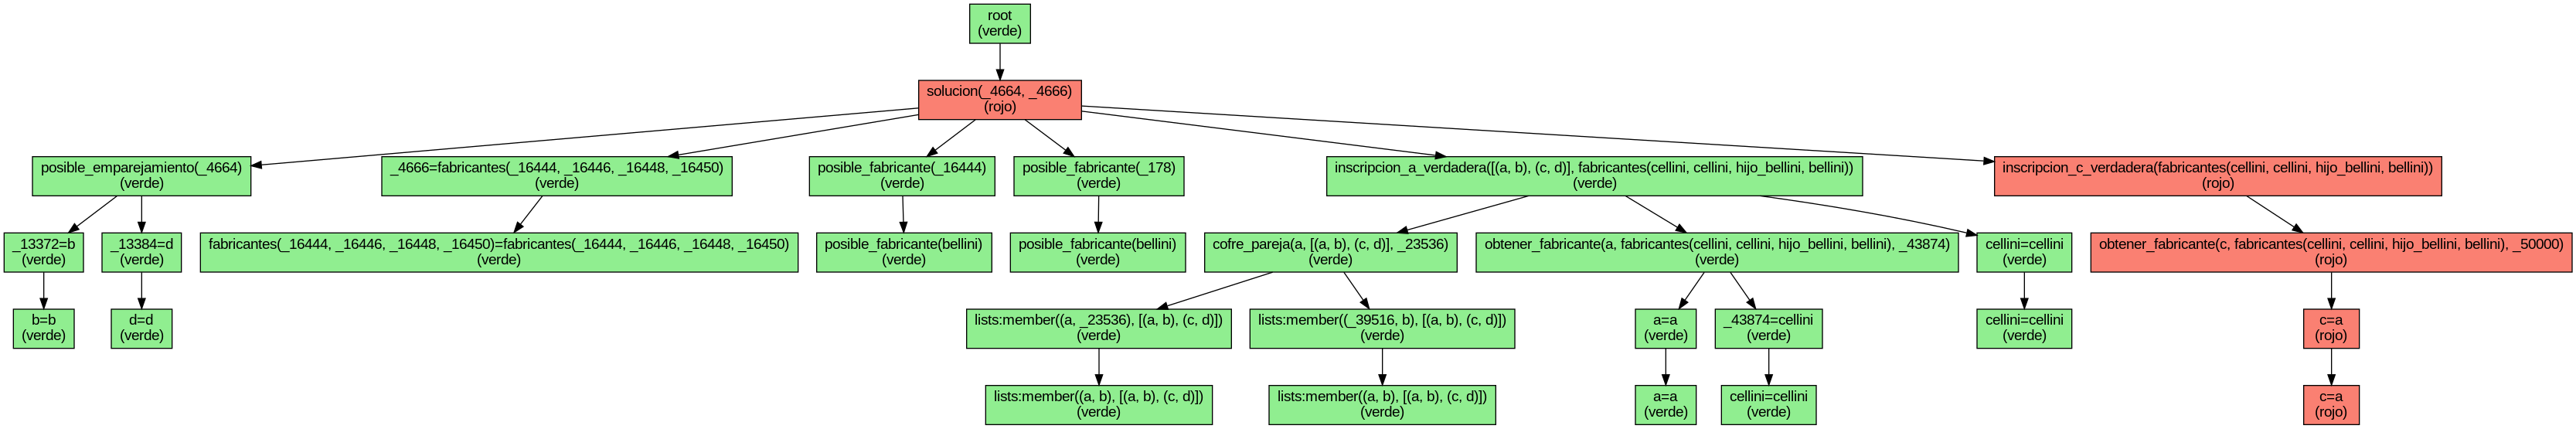 root
(verde)
solucion(_4664, _4666)
(rojo)
posible_emparejamiento(_4664)
(verde)
_4666=fabricantes(_16444, _16446, _16448, _16450)
(verde)
posible_fabricante(_16444)
(verde)
posible_fabricante(_178)
(verde)
inscripcion_a_verdadera([(a, b), (c, d)], fabricantes(cellini, cellini, hijo_bellini, bellini))
(verde)
inscripcion_c_verdadera(fabricantes(cellini, cellini, hijo_bellini, bellini))
(rojo)
_13372=b
(verde)
_13384=d
(verde)
fabricantes(_16444, _16446, _16448, _16450)=fabricantes(_16444, _16446, _16448, _16450)
(verde)
posible_fabricante(bellini)
(verde)
posible_fabricante(bellini)
(verde)
cofre_pareja(a, [(a, b), (c, d)], _23536)
(verde)
obtener_fabricante(a, fabricantes(cellini, cellini, hijo_bellini, bellini), _43874)
(verde)
cellini=cellini
(verde)
obtener_fabricante(c, fabricantes(cellini, cellini, hijo_bellini, bellini), _50000)
(rojo)
b=b
(verde)
d=d
(verde)
lists:member((a, _23536), [(a, b), (c, d)])
(verde)
lists:member((_39516, b), [(a, b), (c, d)])
(verde)
a=a
(verde)
_43874=cellini
(verde)
cellini=cellini
(verde)
c=a
(rojo)
lists:member((a, b), [(a, b), (c, d)])
(verde)
lists:member((a, b), [(a, b), (c, d)])
(verde)
a=a
(verde)
cellini=cellini
(verde)
c=a
(rojo)